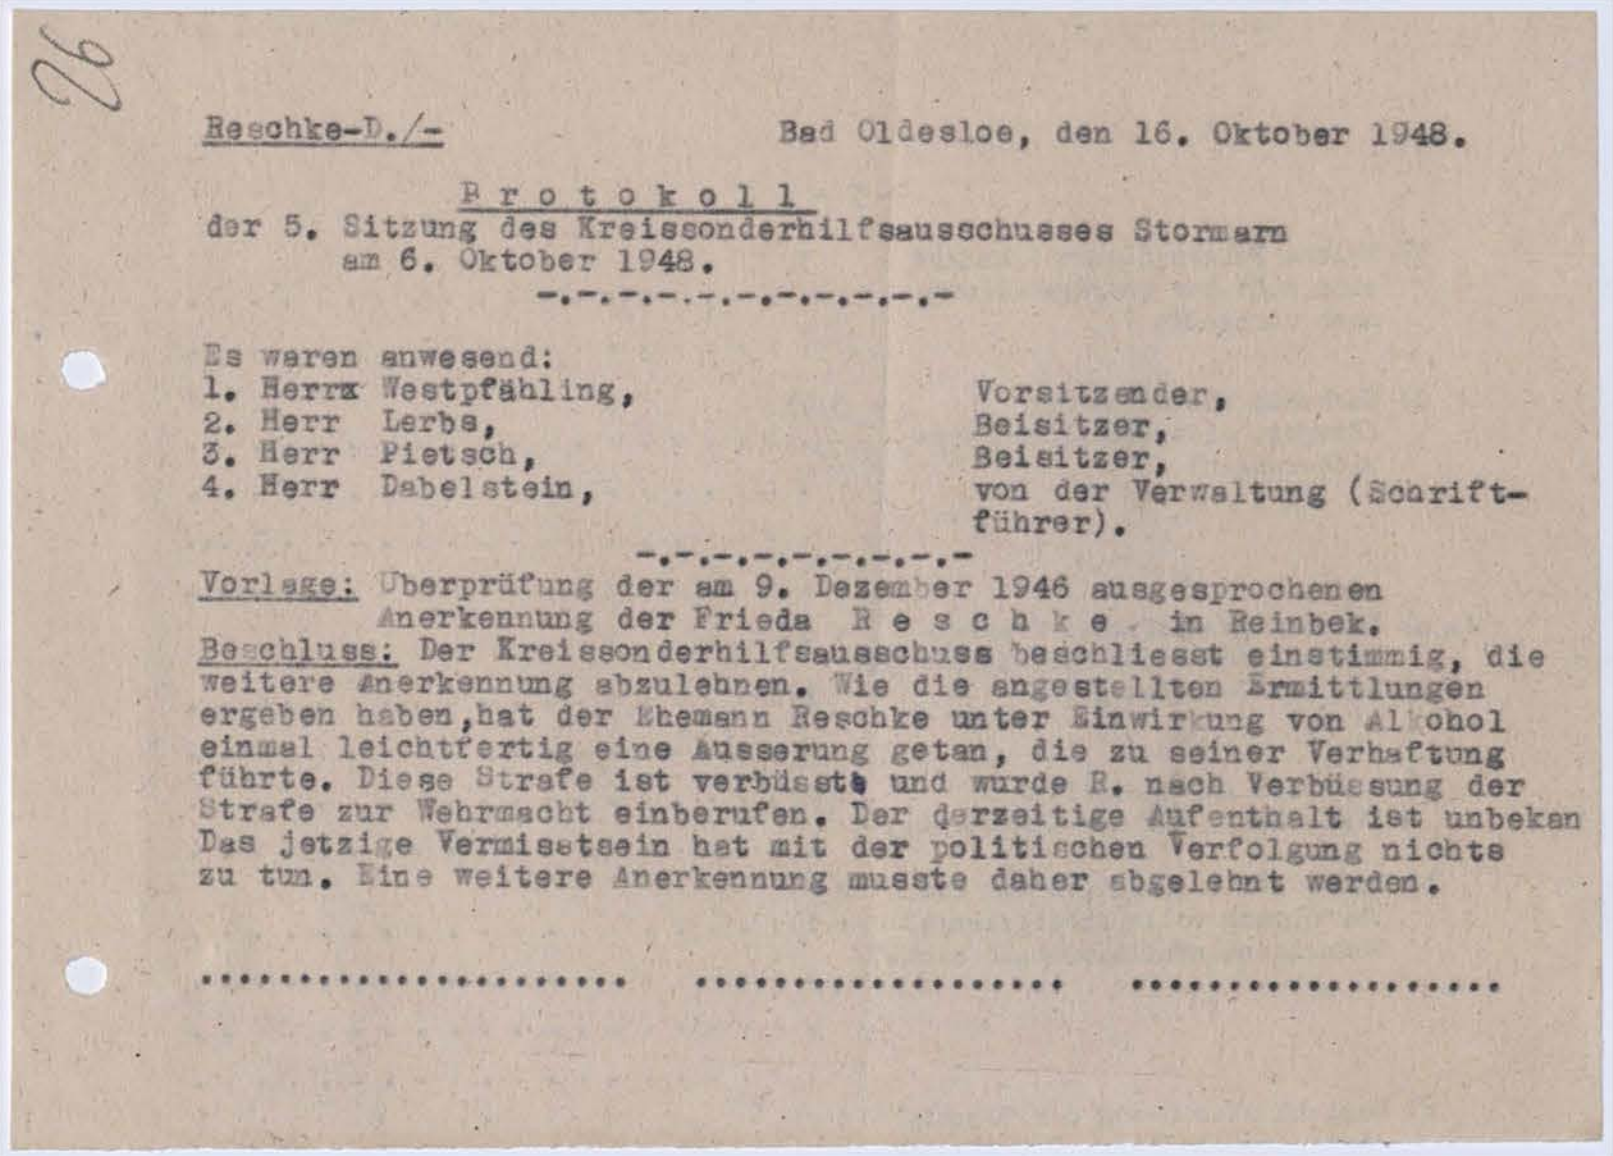 26
Reschke-D./-
Bad Oldesloe, den 16. Oktober 1948.
P r o t o k o l l
der 5. Sitzung des Kreissonderhilfsausschusses Stormarn
am 6. Oktober 1948.
-.-.-.-.-.-.-.-.-.-.-
Es waren anwesend:
1. Herrx Westpfähling, Vorsitzender,
2. Herr Lerbs, Beisitzer,
3. Herr Pietsch, Beisitzer,
4. Herr Dabelstein, von der Verwaltung (Schrift-
führer).
-.-.-.-.-.-.-.-.-
Vorlage: Uberprüfung der am 9. Dezember 1946 ausgesprochenen
Anerkennung der Frieda R e s c h k e in Reinbek.
Beschluss: Der Kreissonderhilfsausschuss beschliesst einstimmig, die
weitere Anerkennung abzulehnen. Wie die angestellten Ermittlungen
ergeben haben,hat der Ehemann Reschke unter Einwirkung von Alkohol
einmal leichtfertig eine Ausserung getan, die zu seiner Verhaftung
führte. Diese Strafe ist verbüsst und wurde R. nach Verbüssung der
Strafe zur Wehrmacht einberufen. Der derzeitige Aufenthalt ist unbekan
Das jetzige Vermisstsein hat mit der politischen Verfolgung nichts
zu tun. Eine weitere Anerkennung musste daher abgelehnt werden.
...................... ................... ...................